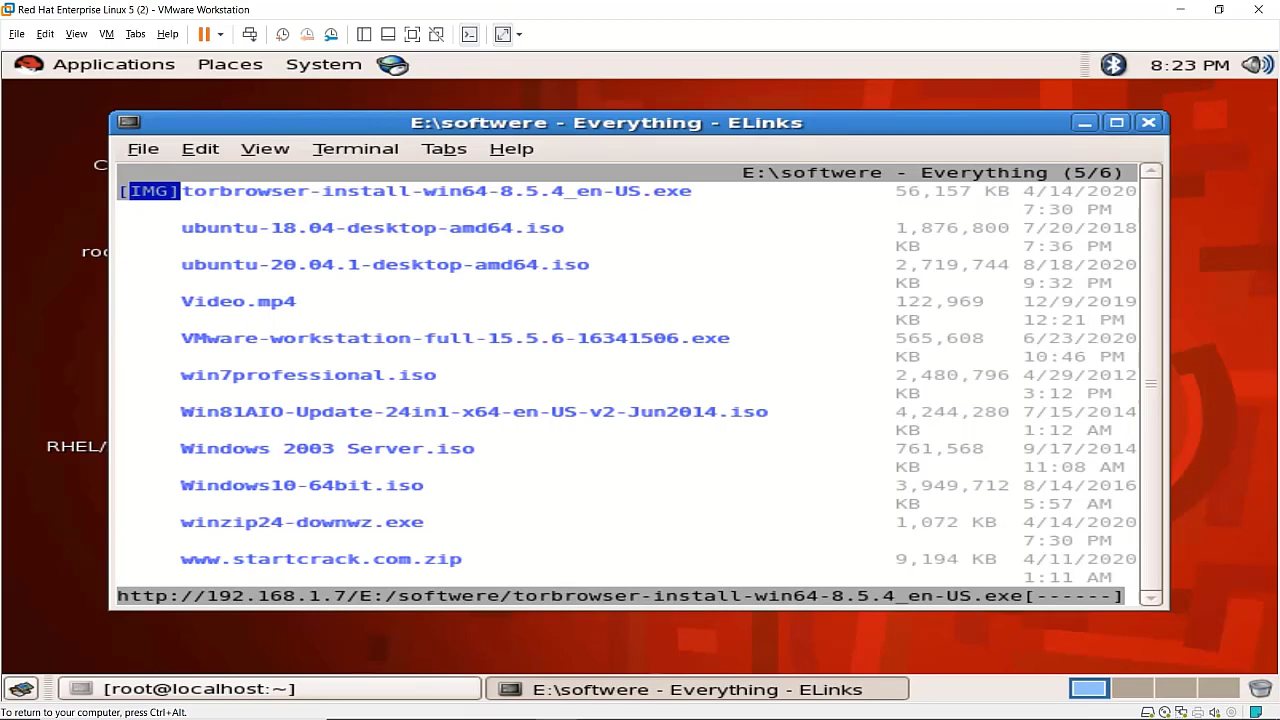 Red Hat Enterprise Linux 5 (2) - VMware Workstation
File Edit View VM Tabs Help
Applications Places System 8:23 PM
E:\softwere - Everything - ELinks
File Edit View Terminal Tabs Help
E:\softwere - Everything (5/6)
[IMG]torbrowser-install-win64-8.5.4_en-US.exe 56,157 KB 4/14/2020
7:30 PM
ubuntu-18.04-desktop-amd64.iso 1,876,800 7/20/2018
KB 7:36 PM
ubuntu-20.04.1-desktop-amd64.iso 2,719,744 8/18/2020
KB 9:32 PM
Video.mp4 122,969 12/9/2019
KB 12:21 PM
VMware-workstation-full-15.5.6-16341506.exe 565,608 6/23/2020
KB 10:46 PM
win7professional.iso 2,480,796 4/29/2012
KB 3:12 PM
Win81AIO-Update-24in1-x64-en-US-v2-Jun2014.iso 4,244,280 7/15/2014
KB 1:12 AM
RHEL/
Windows 2003 Server.iso 761,568 9/17/2014
KB 11:08 AM
Windows10-64bit.iso 3,949,712 8/14/2016
KB 5:57 AM
winzip24-downwz.exe 1,072 KB 4/14/2020
7:30 PM
www.startcrack.com.zip 9,194 KB 4/11/2020
1:11 AM
http://192.168.1.7/E:/softwere/torbrowser-install-win64-8.5.4_en-US.exe[------]
[root@localhost:~] E:\softwere - Everything - ELinks
To return to your computer, press Ctrl+Alt.